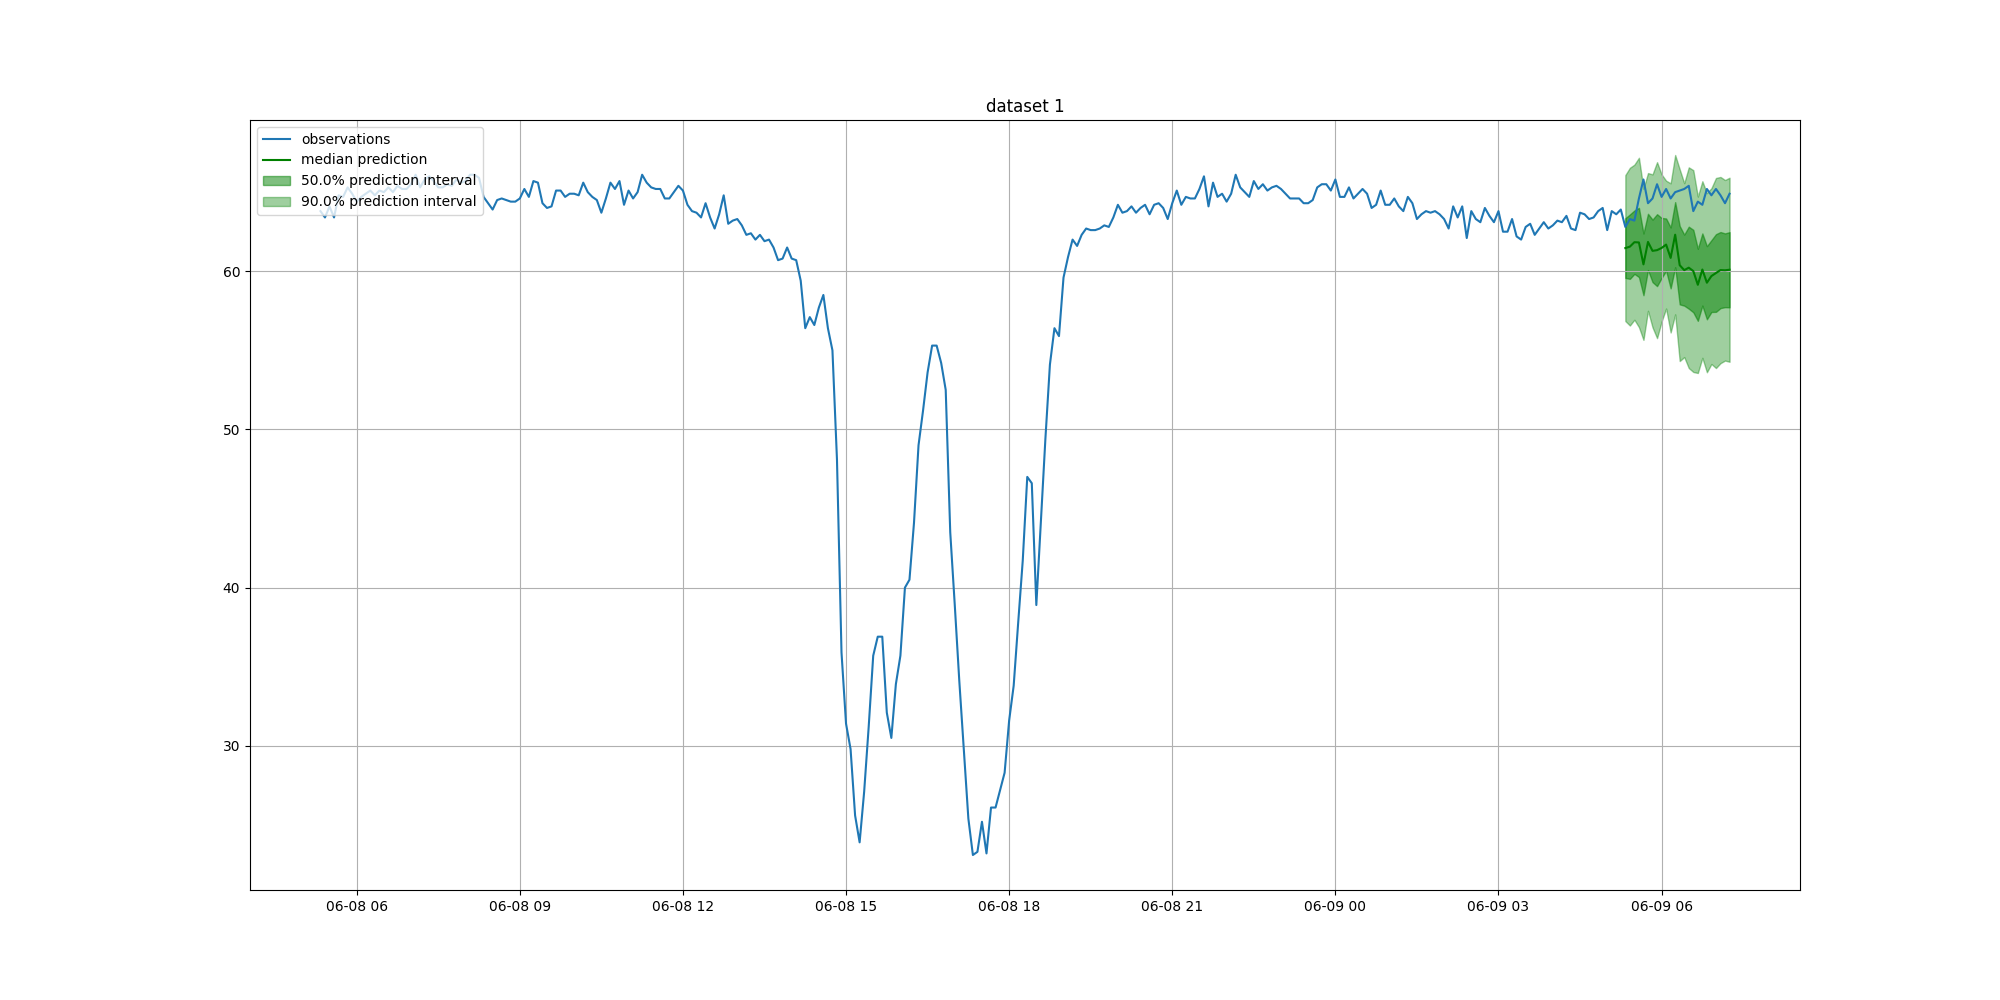 dataset 1
observations
median prediction
50.0% prediction interval
90.0% prediction interval
60
50
40
30
06-08 06 06-08 09 06-08 12 06-08 15 06-08 18 06-08 21 06-09 00 06-09 03 06-09 06